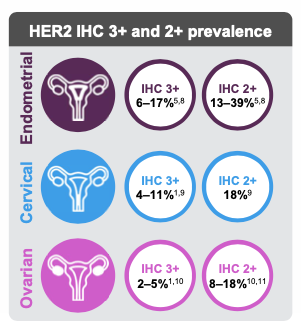 HER2 IHC 3+ and 2+ prevalence
Endometrial
IHC 3+
6–17%5,8
IHC 2+
13–39%5,8
Cervical
IHC 3+
4–11%1,9
IHC 2+
18%9
Ovarian
IHC 3+
2–5%1,10
IHC 2+
8–18%10,11